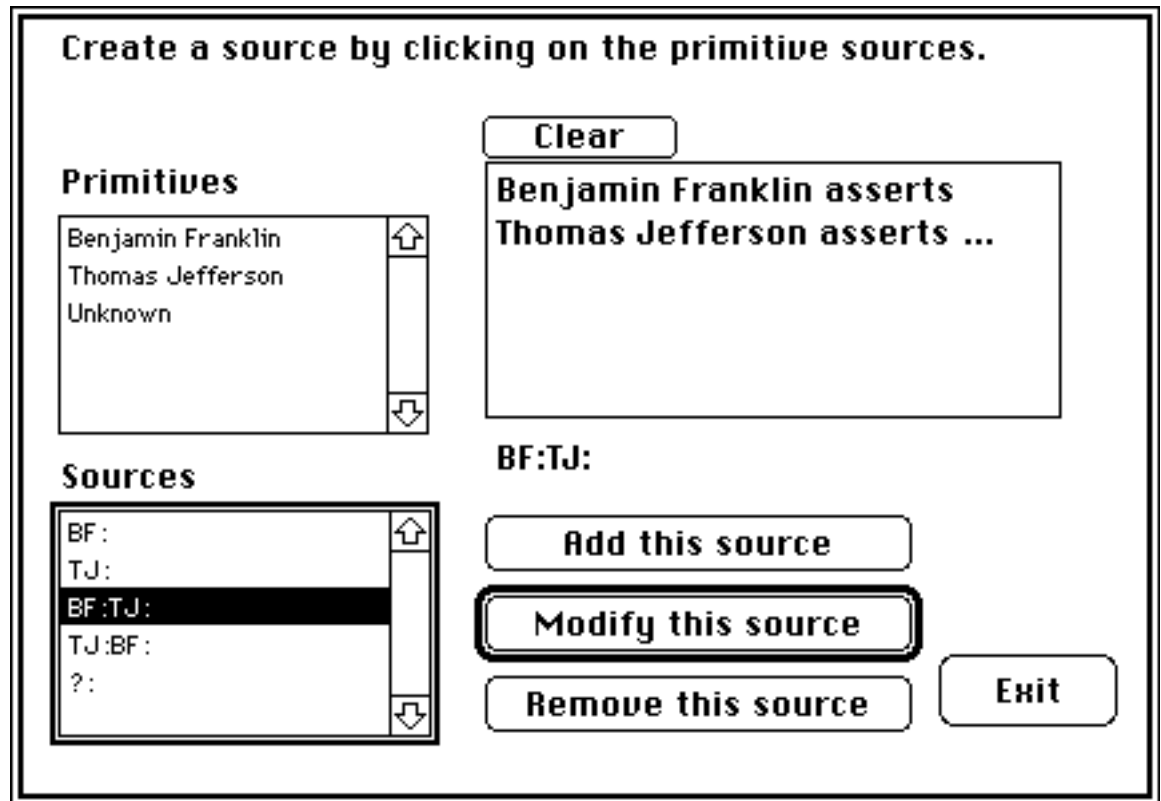 Create a source by clicking on the primitive sources.
Clear
Primitives
Benjamin Franklin
Thomas Jefferson
Unknown
Benjamin Franklin asserts
Thomas Jefferson asserts ...
BF:TJ:
Sources
BF:
TJ:
BF:TJ:
TJ:BF:
?:
Add this source
Modify this source
Remove this source
Exit